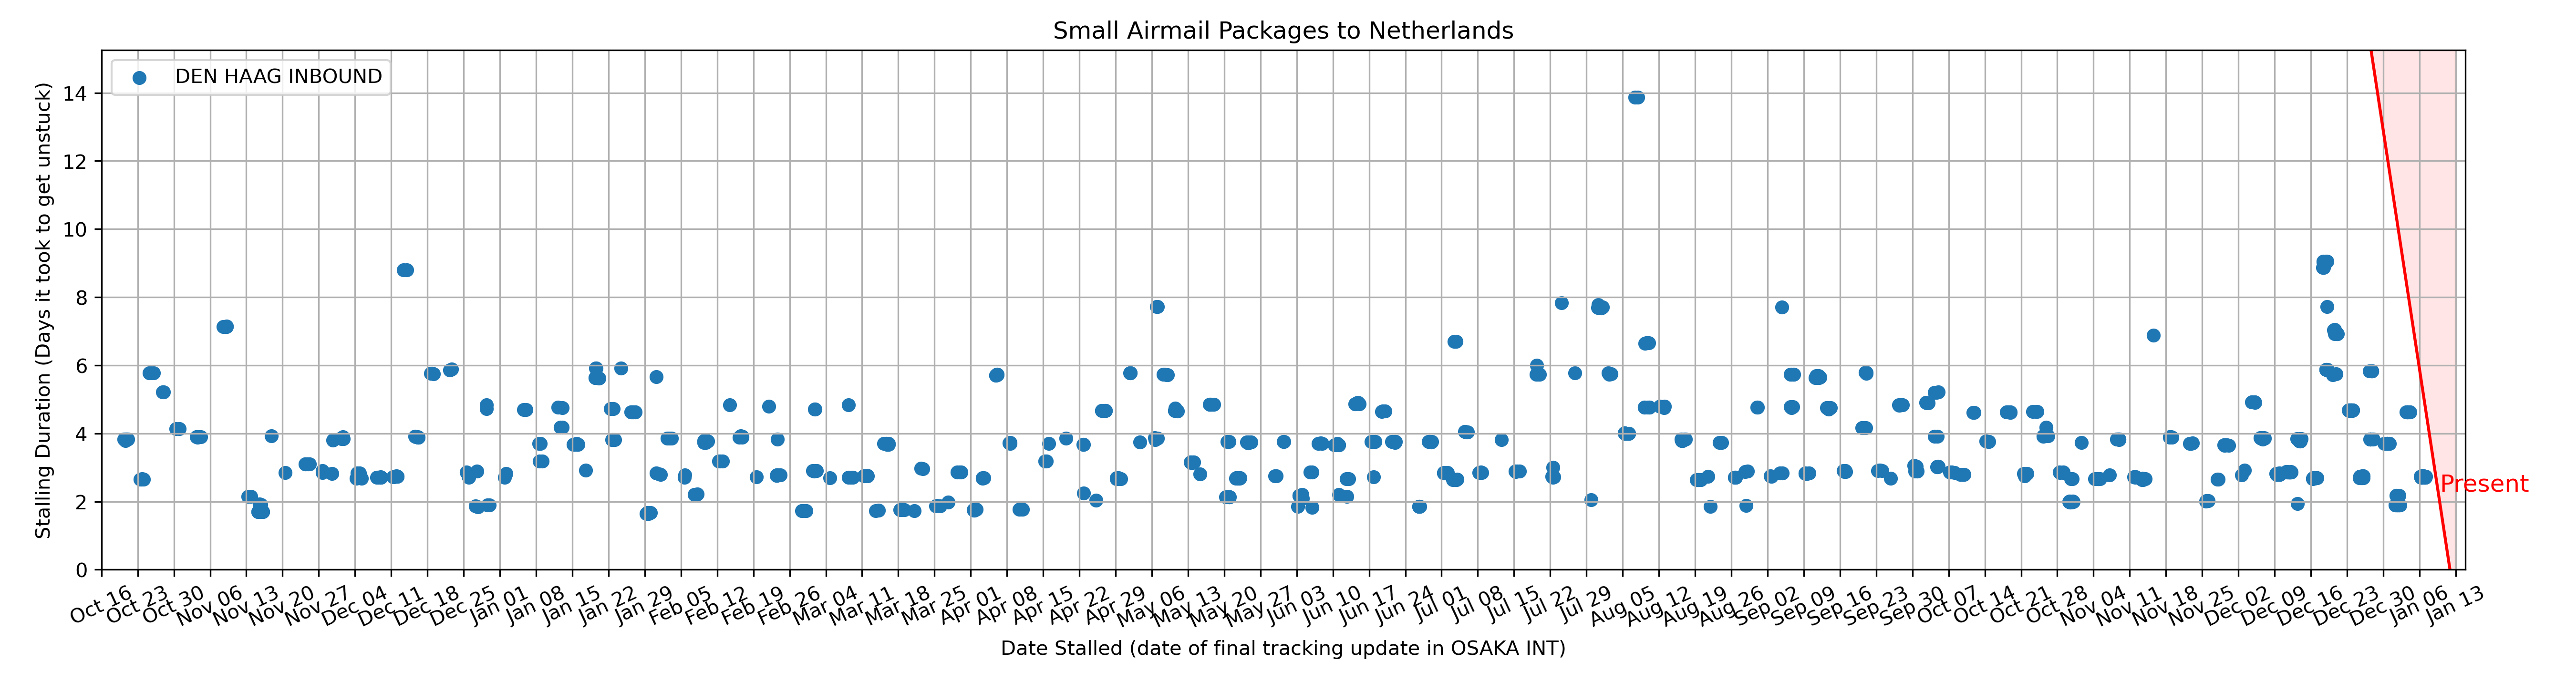 Small Airmail Packages to Netherlands
DEN HAAG INBOUND
Stalling Duration (Days it took to get unstuck)
14
12
10
8
6
4
2
0
Present
Oct 16 Oct 23 Oct 30 Nov 06 Nov 13 Nov 20 Nov 27 Dec 04 Dec 11 Dec 18 Dec 25 Jan 01 Jan 08 Jan 15 Jan 22 Jan 29 Feb 05 Feb 12 Feb 19 Feb 26 Mar 04 Mar 11 Mar 18 Mar 25 Apr 01 Apr 08 Apr 15 Apr 22 Apr 29 May 06 May 13 May 20 May 27 Jun 03 Jun 10 Jun 17 Jun 24 Jul 01 Jul 08 Jul 15 Jul 22 Jul 29 Aug 05 Aug 12 Aug 19 Aug 26 Sep 02 Sep 09 Sep 16 Sep 23 Sep 30 Oct 07 Oct 14 Oct 21 Oct 28 Nov 04 Nov 11 Nov 18 Nov 25 Dec 02 Dec 09 Dec 16 Dec 23 Dec 30 Jan 06 Jan 13
Date Stalled (date of final tracking update in OSAKA INT)